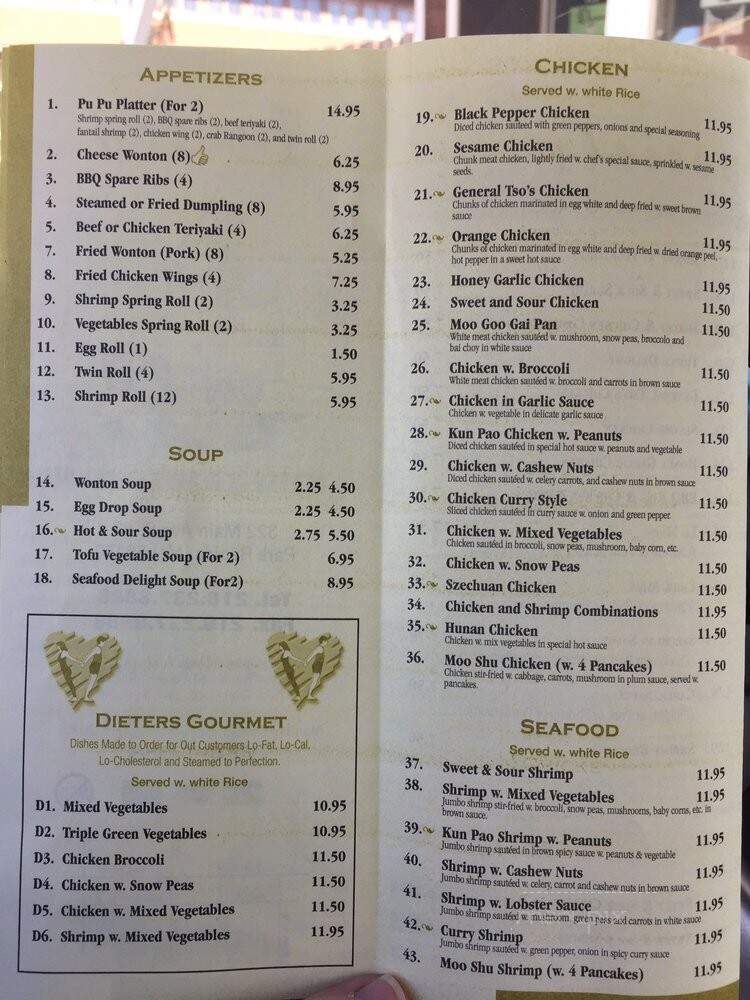 APPETIZERS
1. Pu Pu Platter (For 2) 14.95
Shrimp spring roll (2), BBQ spare ribs (2), beef teriyaki (2),
fantail shrimp (2), chicken wing (2), crab Rangoon (2), and twin roll (2)
2. Cheese Wonton (8) 6.25
3. BBQ Spare Ribs (4) 8.95
4. Steamed or Fried Dumpling (8) 5.95
5. Beef or Chicken Teriyaki (4) 6.25
7. Fried Wonton (Pork) (8) 5.25
8. Fried Chicken Wings (4) 7.25
9. Shrimp Spring Roll (2) 3.25
10. Vegetables Spring Roll (2) 3.25
11. Egg Roll (1) 1.50
12. Twin Roll (4) 5.95
13. Shrimp Roll (12) 5.95
SOUP
14. Wonton Soup 2.25 4.50
15. Egg Drop Soup 2.25 4.50
16. Hot & Sour Soup 2.75 5.50
17. Tofu Vegetable Soup (For 2) 6.95
18. Seafood Delight Soup (For2) 8.95
DIETERS GOURMET
Dishes Made to Order for Out Customers Lo-Fat, Lo-Cal,
Lo-Cholesterol and Steamed to Perfection.
Served w. white Rice
D1. Mixed Vegetables 10.95
D2. Triple Green Vegetables 10.95
D3. Chicken Broccoli 11.50
D4. Chicken w. Snow Peas 11.50
D5. Chicken w. Mixed Vegetables 11.50
D6. Shrimp w. Mixed Vegetables 11.95
CHICKEN
Served w. white Rice
19. Black Pepper Chicken 11.95
Diced chicken sautéed with green peppers, onions and special seasoning
20. Sesame Chicken 11.95
Chunk meat chicken, lightly fried w. chef's special sauce, sprinkled w. sesame
seeds.
21. General Tso's Chicken 11.95
Chunks of chicken marinated in egg white and deep fried w. sweet brown
sauce
22. Orange Chicken 11.95
Chunks of chicken marinated in egg white and deep fried w. dried orange peel,
hot pepper in a sweet hot sauce
23. Honey Garlic Chicken 11.95
24. Sweet and Sour Chicken 11.50
25. Moo Goo Gai Pan 11.50
White meat chicken sautéed w. mushroom, snow peas, broccolo and
bai choy in white sauce
26. Chicken w. Broccoli 11.50
White meat chicken sautéed w. broccoli and carrots in brown sauce
27. Chicken in Garlic Sauce 11.50
Chicken w. vegetable in delicate garlic sauce
28. Kun Pao Chicken w. Peanuts 11.50
Diced chicken sautéed in special hot sauce w. peanuts and vegetable
29. Chicken w. Cashew Nuts 11.50
Diced chicken sautéed w. celery carrots, and cashew nuts in brown sauce
30. Chicken Curry Style 11.50
Sliced chicken sautéed in curry sauce w. onion and green pepper
31. Chicken w. Mixed Vegetables 11.50
Chicken sautéed in broccoli, snow peas, mushroom, baby corn, etc.
32. Chicken w. Snow Peas 11.50
33. Szechuan Chicken 11.50
34. Chicken and Shrimp Combinations 11.95
35. Hunan Chicken 11.50
Chicken w. mix vegetables in special hot sauce
36. Moo Shu Chicken (w. 4 Pancakes) 11.50
Chicken stir-fried w. cabbage, carrots, mushroom in plum sauce, served w.
pancakes.
SEAFOOD
Served w. white Rice
37. Sweet & Sour Shrimp 11.95
38. Shrimp w. Mixed Vegetables 11.95
Jumbo shrimp stir-fried w. broccoli, snow peas, mushrooms, baby corns, etc. in
brown sauce.
39. Kun Pao Shrimp w. Peanuts 11.95
Jumbo shrimp sautéed in brown spicy sauce w. peanuts & vegetable
40. Shrimp w. Cashew Nuts 11.95
Jumbo shrimp sautéed w. celery, carrot and cashew nuts in brown sauce
41. Shrimp w. Lobster Sauce 11.95
Jumbo shrimp sautéed w. mushroom, green peas and carrots in white sauce
42. Curry Shrimp 11.95
Jumbo shrimp sautéed w. green pepper, onion in spicy curry sauce
43. Moo Shu Shrimp (w. 4 Pancakes) 11.95